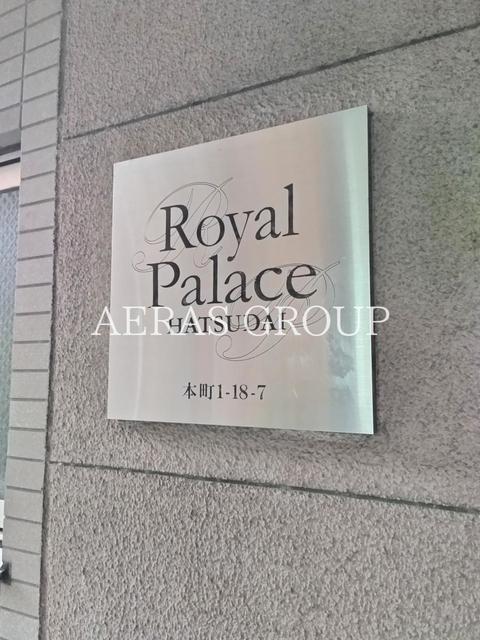 Royal
Palace
HATSUDAI
AERAS GROUP
本町1-18-7